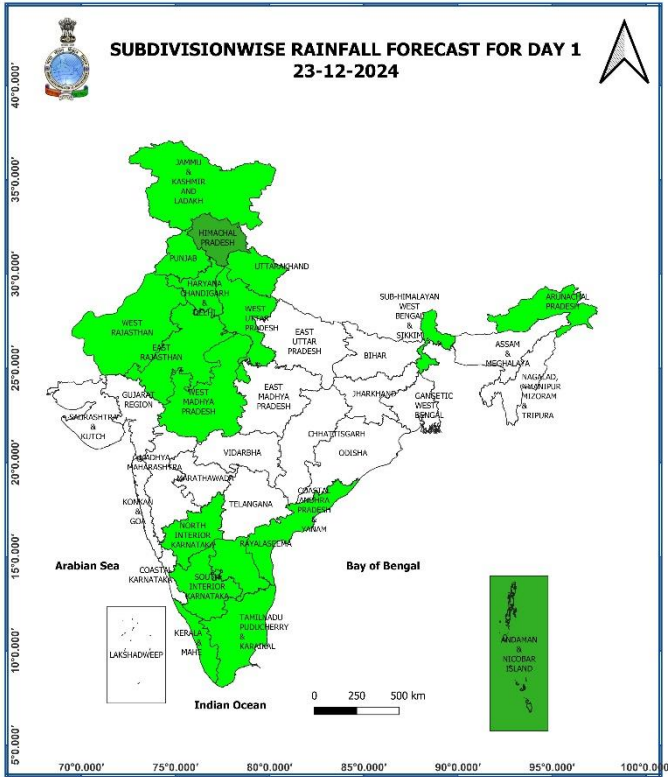 SUBDIVISIONWISE RAINFALL FORECAST FOR DAY 1
23-12-2024
40°0.000'
35°0.000'
30°0.000'
25°0.000'
20°0.000'
15°0.000'
10°0.000'
5°0.000'
JAMMU
&
KASHMIR
AND
LADAKH
HIMACHAL
PRADESH
PUNJAB
UTTARAKHAND
HARYANA
CHANDIGARH
&
DELHI
WEST
UTTAR
PRADESH
WEST
RAJASTHAN
EAST
RAJASTHAN
EAST
UTTAR
PRADESH
SUB-HIMALAYAN
WEST
BENGAL
&
SIKKIM
ARUNACHAL
PRADESH
ASSAM
&
MEGHALAYA
NAGALAD,
MANIPUR
MIZORAM
&
TRIPURA
BIHAR
JHARKHAND
GANGETIC
WEST
BENGAL
GUJARAT
REGION
SAURASHTRA
&
KUTCH
WEST
MADHYA
PRADESH
EAST
MADHYA
PRADESH
CHHATTISGARH
ODISHA
VIDARBHA
MADHYA
MAHARASHTRA
MARATHAWADA
KONKAN
&
GOA
TELANGANA
COASTAL
ANDHRA
PRADESH
&
YANAM
NORTH
INTERIOR
KARNATAKA
RAYALASEEMA
COASTAL
KARNATAKA
SOUTH
INTERIOR
KARNATAKA
TAMILNADU
PUDUCHERRY
&
KARAIKAL
KERALA
&
MAHE
LAKSHADWEEP
ANDAMAN
&
NICOBAR
ISLAND
Arabian Sea
Bay of Bengal
Indian Ocean
0 250 500 km
70°0.000' 75°0.000' 80°0.000' 85°0.000' 90°0.000' 95°0.000' 100°0.000